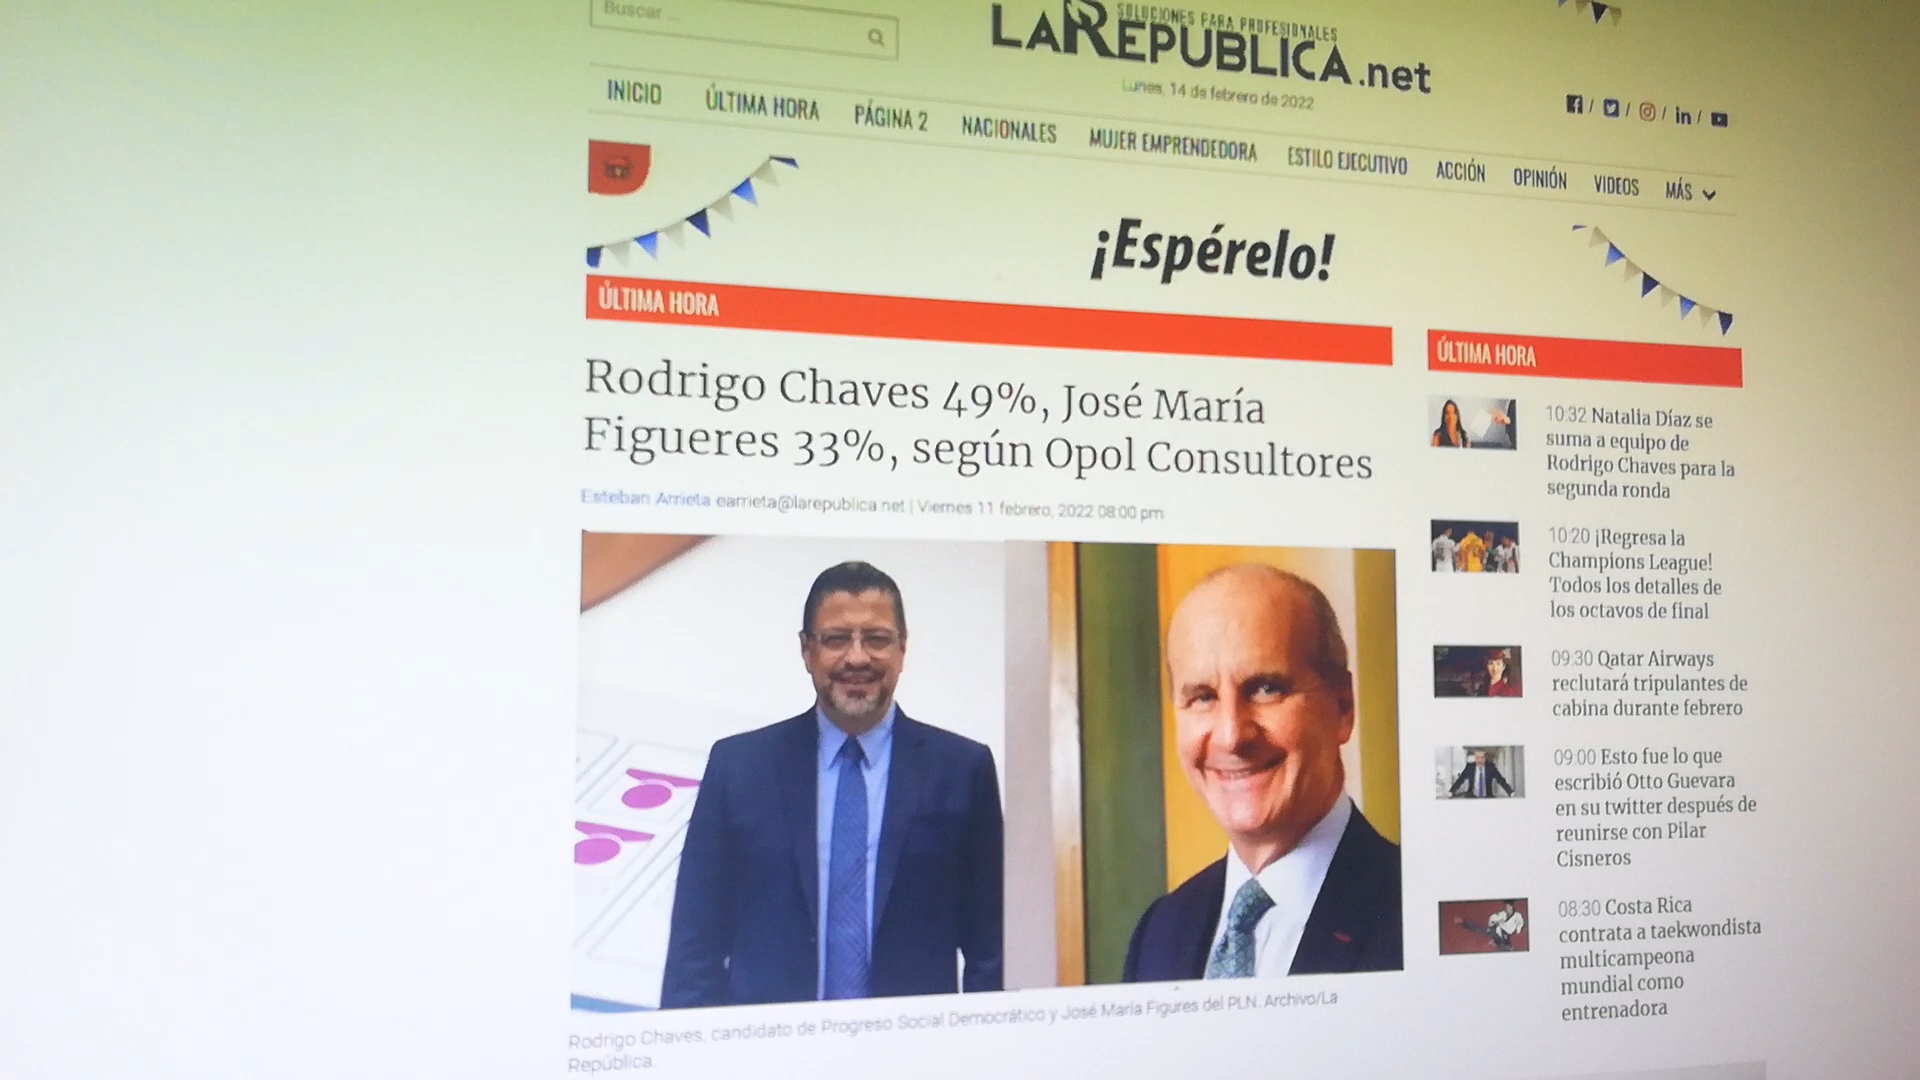 Buscar ...
SOLUCIONES PARA PROFESIONALES
LAREPUBLICA.net
Lunes, 14 de febrero de 2022
INICIO ÚLTIMA HORA PÁGINA 2 NACIONALES MUJER EMPRENDEDORA ESTILO EJECUTIVO ACCIÓN OPINIÓN VIDEOS MÁS
¡Espérelo!
ÚLTIMA HORA
Rodrigo Chaves 49%, José María
Figueres 33%, según Opol Consultores
Esteban Arrieta earrieta@larepublica.net | Viernes 11 febrero, 2022 08:00 pm
Rodrigo Chaves, candidato de Progreso Social Democrático y José María Figures del PLN. Archivo/La
República.
ÚLTIMA HORA
10:32 Natalia Díaz se
suma a equipo de
Rodrigo Chaves para la
segunda ronda
10:20 ¡Regresa la
Champions League!
Todos los detalles de
los octavos de final
09:30 Qatar Airways
reclutará tripulantes de
cabina durante febrero
09:00 Esto fue lo que
escribió Otto Guevara
en su twitter después de
reunirse con Pilar
Cisneros
08:30 Costa Rica
contrata a taekwondista
multicampeona
mundial como
entrenadora